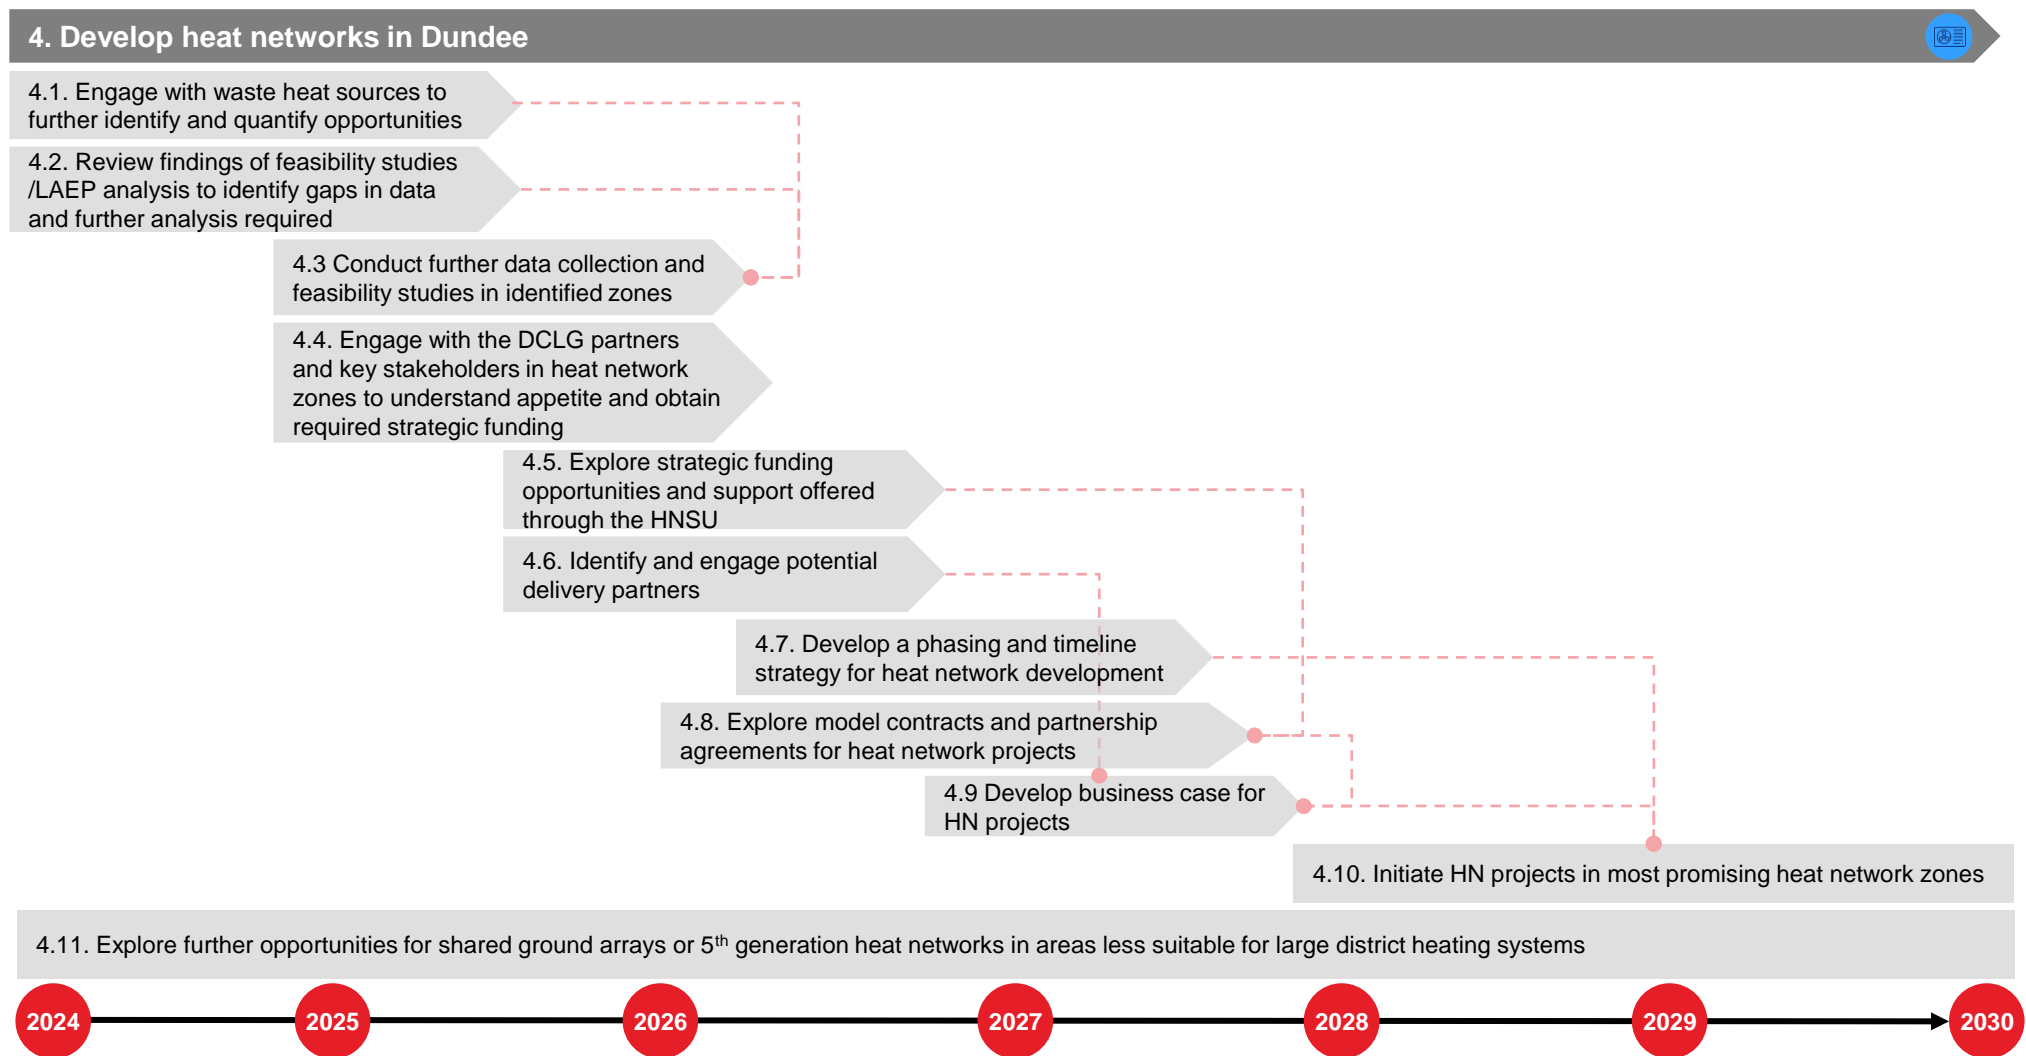 4. Develop heat networks in Dundee
4.1. Engage with waste heat sources to
further identify and quantify opportunities
4.2. Review findings of feasibility studies
/LAEP analysis to identify gaps in data
and further analysis required
4.3 Conduct further data collection and
feasibility studies in identified zones
4.4. Engage with the DCLG partners
and key stakeholders in heat network
zones to understand appetite and obtain
required strategic funding
4.5. Explore strategic funding
opportunities and support offered
through the HNSU
4.6. Identify and engage potential
delivery partners
4.7. Develop a phasing and timeline
strategy for heat network development
4.8. Explore model contracts and partnership
agreements for heat network projects
4.9 Develop business case for
HN projects
4.10. Initiate HN projects in most promising heat network zones
4.11. Explore further opportunities for shared ground arrays or 5th generation heat networks in areas less suitable for large district heating systems
2024 2025 2026 2027 2028 2029 2030